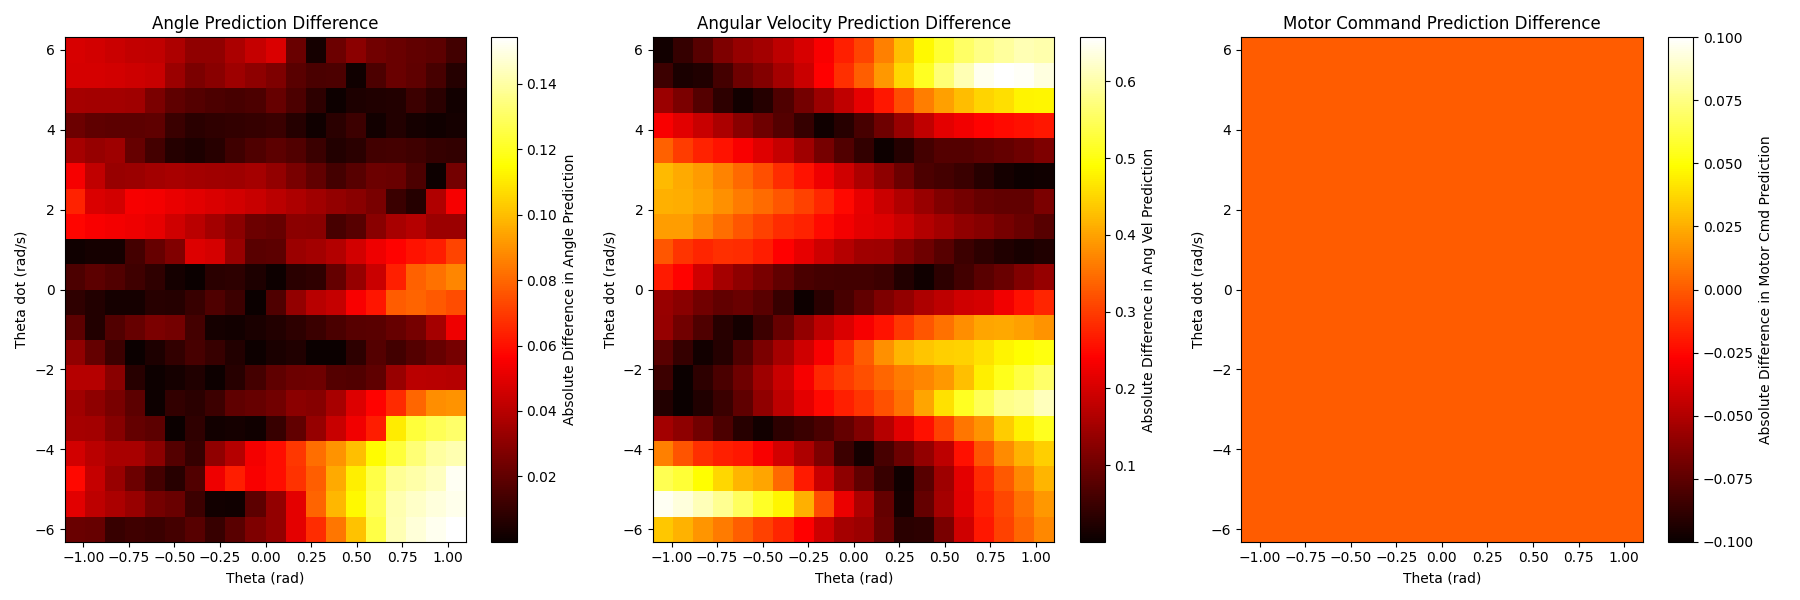 Angle Prediction Difference
6
4
2
0
−2
−4
−6
Theta dot (rad/s)
−1.00 −0.75 −0.50 −0.25 0.00 0.25 0.50 0.75 1.00
Theta (rad)
0.14
0.12
0.10
0.08
0.06
0.04
0.02
Absolute Difference in Angle Prediction
Angular Velocity Prediction Difference
6
4
2
0
−2
−4
−6
Theta dot (rad/s)
−1.00 −0.75 −0.50 −0.25 0.00 0.25 0.50 0.75 1.00
Theta (rad)
0.6
0.5
0.4
0.3
0.2
0.1
Absolute Difference in Ang Vel Prediction
Motor Command Prediction Difference
6
4
2
0
−2
−4
−6
Theta dot (rad/s)
−1.00 −0.75 −0.50 −0.25 0.00 0.25 0.50 0.75 1.00
Theta (rad)
0.100
0.075
0.050
0.025
0.000
−0.025
−0.050
−0.075
−0.100
Absolute Difference in Motor Cmd Prediction